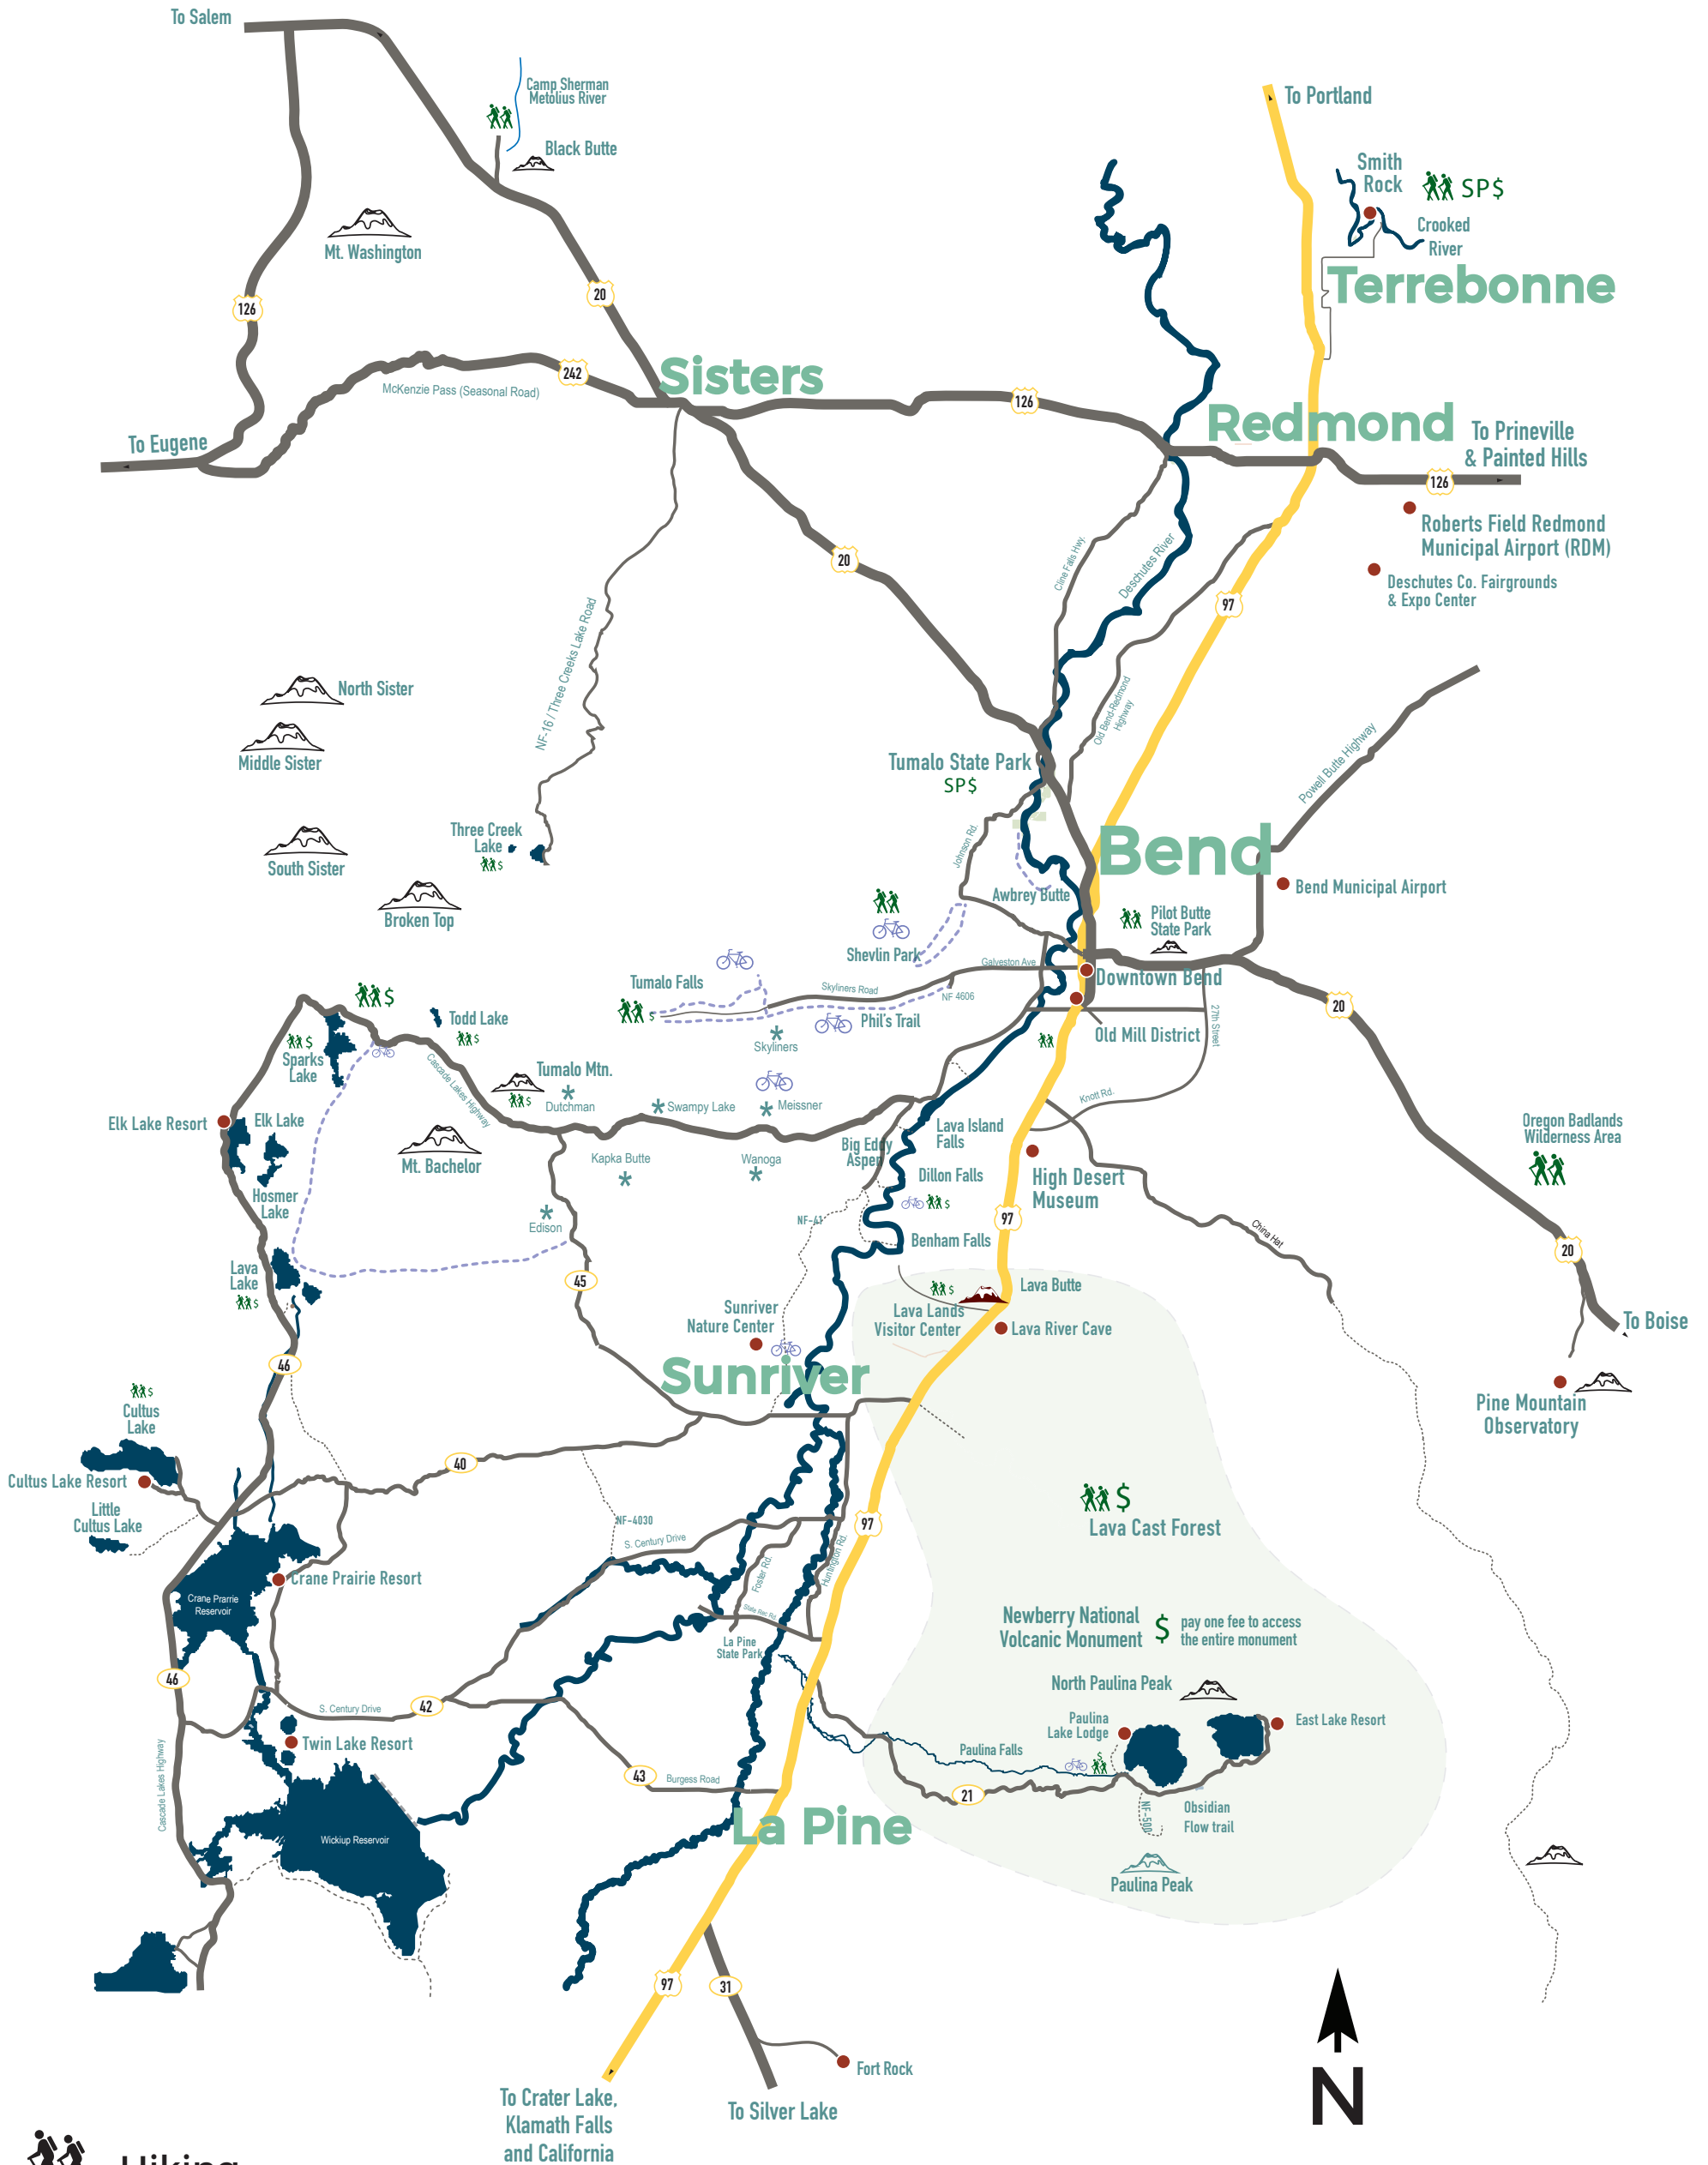 To Salem
Camp Sherman
Metolius River
Black Butte
To Portland
Smith
Rock
SP$
Crooked
River
Terrebonne
Mt. Washington
126
20
242
McKenzie Pass (Seasonal Road)
Sisters
126
Redmond
To Eugene
To Prineville
& Painted Hills
126
Roberts Field Redmond
Municipal Airport (RDM)
Deschutes Co. Fairgrounds
& Expo Center
20
Cline Falls Hwy.
Deschutes River
97
NF-16 / Three Creeks Lake Road
North Sister
Middle Sister
South Sister
Broken Top
Old Bend-Redmond
Highway
Powell Butte Highway
Tumalo State Park
SP$
Three Creek
Lake
$
Johnson Rd.
Bend
Awbrey Butte
Bend Municipal Airport
Pilot Butte
State Park
Shevlin Park
Galveston Ave
Downtown Bend
Tumalo Falls
$
Skyliners Road
NF 4606
Phil's Trail
Skyliners
20
27th Street
Old Mill District
$
Todd Lake
$
$
Sparks
Lake
Cascade Lakes Highway
Tumalo Mtn.
$
Dutchman
Swampy Lake
Meissner
Knott Rd.
Elk Lake Resort
Elk Lake
Hosmer
Lake
Mt. Bachelor
Kapka Butte
Wanoga
Edison
Big Eddy
Aspen
Lava Island
Falls
Dillon Falls
$
High Desert
Museum
Oregon Badlands
Wilderness Area
NF-41
Benham Falls
97
China Hat
20
Lava
Lake
$
45
Sunriver
Nature Center
$
Lava Butte
Lava Lands
Visitor Center
Lava River Cave
To Boise
46
Sunriver
Pine Mountain
Observatory
$
Cultus
Lake
Cultus Lake Resort
Little
Cultus Lake
40
NF-4030
S. Century Drive
97
$
Lava Cast Forest
Foster Rd.
Huntington Rd.
State Rec Rd.
Crane Prarrie
Reservoir
Crane Prairie Resort
La Pine
State Park
Newberry National
Volcanic Monument
$
pay one fee to access
the entire monument
46
42
S. Century Drive
North Paulina Peak
Paulina
Lake Lodge
East Lake Resort
Twin Lake Resort
Paulina Falls
$
Cascade Lakes Highway
43
Burgess Road
21
NF-500
Obsidian
Flow trail
La Pine
Wickiup Reservoir
Paulina Peak
97
31
Fort Rock
To Crater Lake,
Klamath Falls
and California
To Silver Lake
N
Hiking